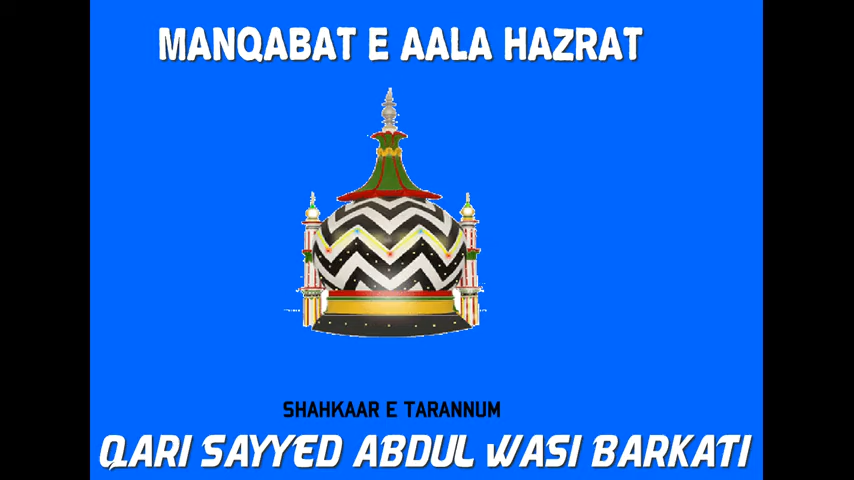 MANQABAT E AALA HAZRAT
SHAHKAAR E TARANNUM
QARI SAYYED ABDUL WASI BARKATI